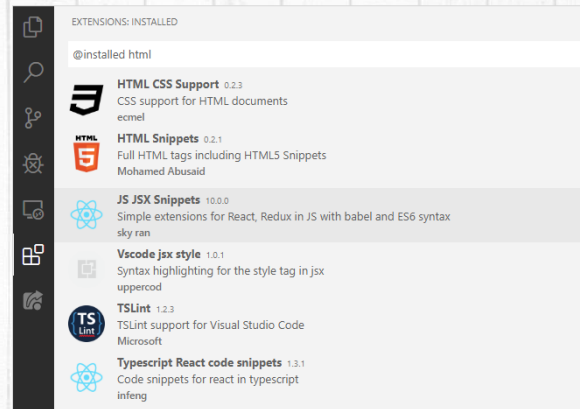 EXTENSIONS: INSTALLED
@installed html
HTML CSS Support 0.2.3
CSS support for HTML documents
ecmel
HTML
HTML Snippets 0.2.1
Full HTML tags including HTML5 Snippets
Mohamed Abusaid
JS JSX Snippets 10.0.0
Simple extensions for React, Redux in JS with babel and ES6 syntax
sky ran
Vscode jsx style 1.0.1
Syntax highlighting for the style tag in jsx
uppercod
TS
Lint
TSLint 1.2.3
TSLint support for Visual Studio Code
Microsoft
Typescript React code snippets 1.3.1
Code snippets for react in typescript
infeng